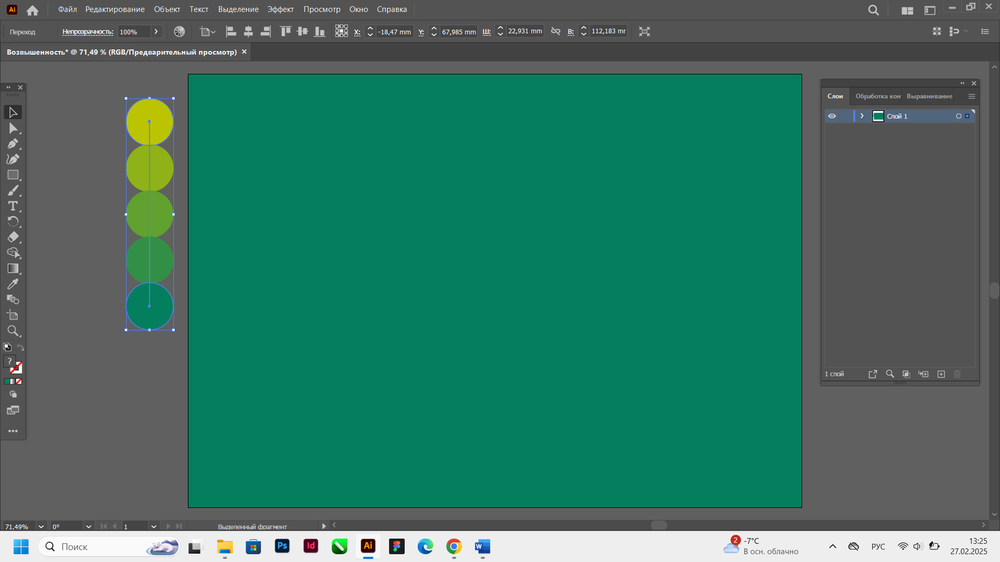 Ai Файл Редактирование Объект Текст Выделение Эффект Просмотр Окно Справка
Переход Непрозрачность: 100% X: -18,47 mm Y: 67,985 mm Ш: 22,931 mm В: 112,183 mr
Возвышенность* @ 71,49 % (RGB/Предварительный просмотр)
Слои Обработка кон Выравнивание
Слой 1
T
?
1 слой
71,49% 0° 1 Выделенный фрагмент
Поиск Ps Id Ai W 2 -7°C РУС 13:25
В осн. облачно 27.02.2025